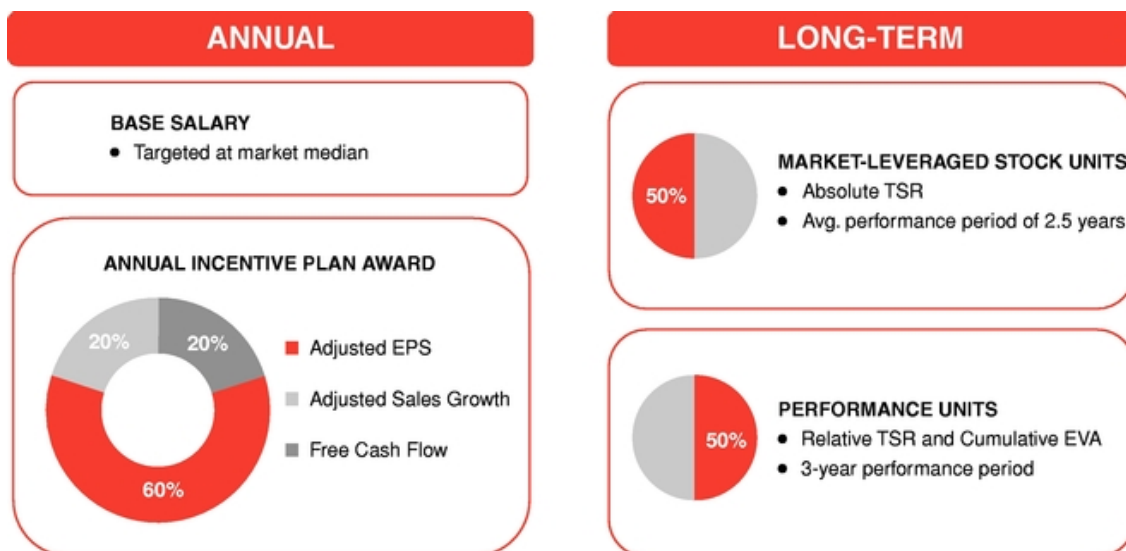 ANNUAL
BASE SALARY
• Targeted at market median
ANNUAL INCENTIVE PLAN AWARD
20%
20%
60%
Adjusted EPS
Adjusted Sales Growth
Free Cash Flow
LONG-TERM
50%
MARKET-LEVERAGED STOCK UNITS
• Absolute TSR
• Avg. performance period of 2.5 years
50%
PERFORMANCE UNITS
• Relative TSR and Cumulative EVA
• 3-year performance period